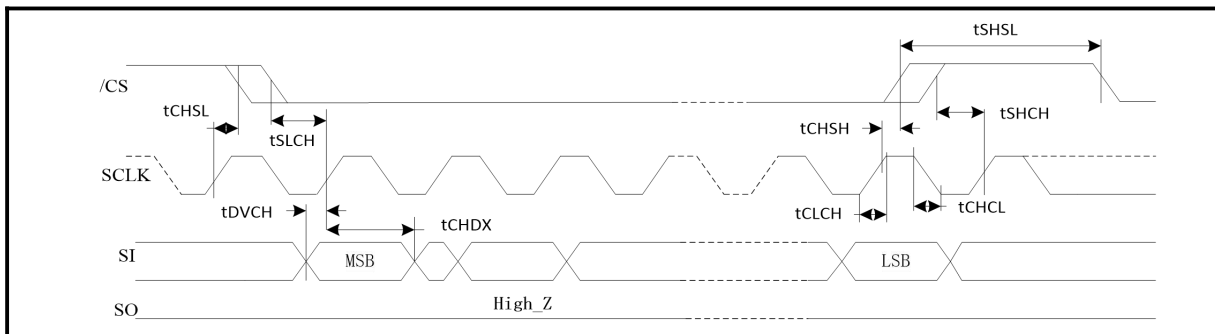 tSHSL
/CS
tCHSL
tSLCH
tCHSH
tSHCH
SCLK
tDVCH
tCHDX
tCLCH
tCHCL
SI
MSB
LSB
SO
High_Z